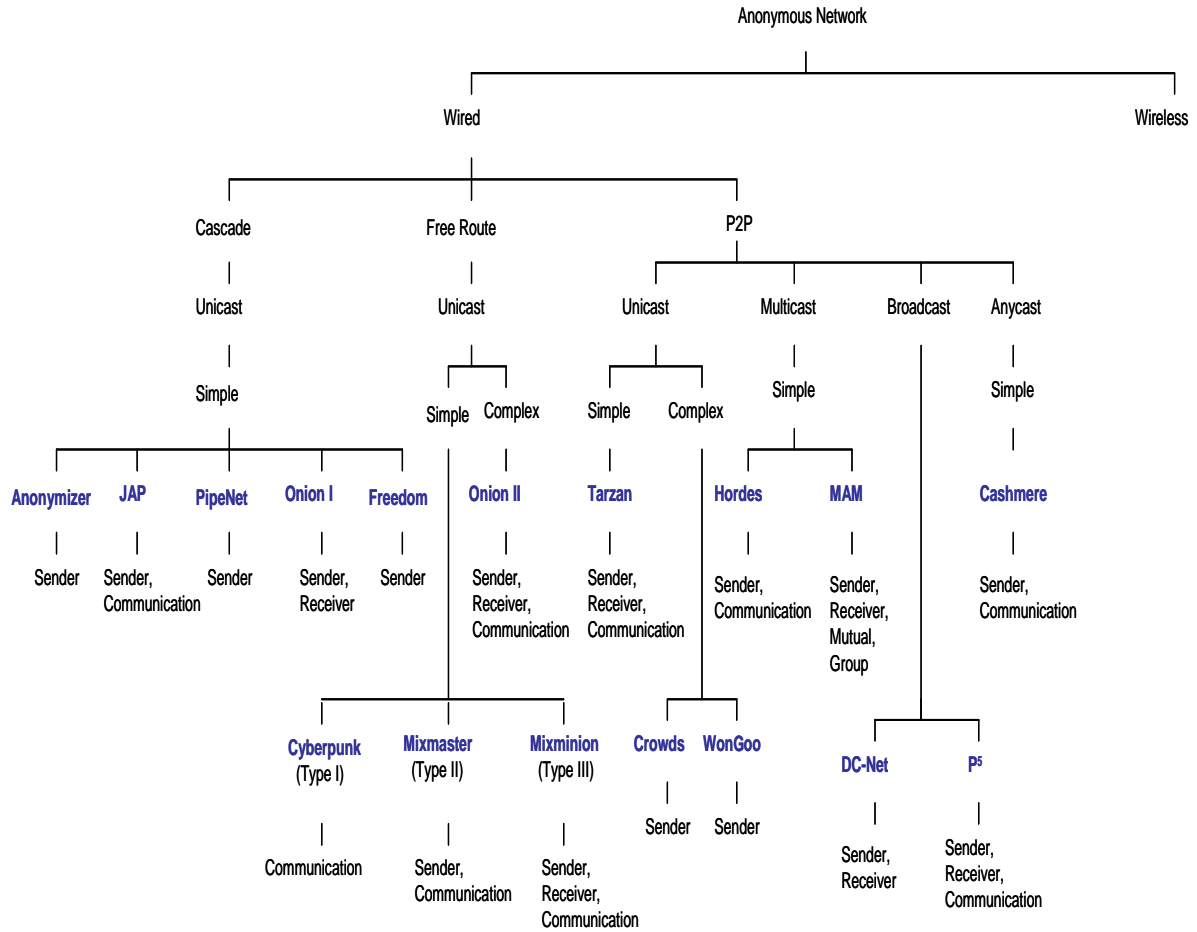 Anonymous Network
Wired
Wireless
Cascade
Free Route
P2P
Unicast
Unicast
Unicast
Multicast
Broadcast
Anycast
Simple
Simple
Complex
Simple
Complex
Simple
Simple
Anonymizer
JAP
PipeNet
Onion I
Freedom
Onion II
Tarzan
Hordes
MAM
Cashmere
Sender
Sender,
Communication
Sender
Sender,
Receiver
Sender
Sender,
Receiver,
Communication
Sender,
Receiver,
Communication
Sender,
Communication
Sender,
Receiver,
Mutual,
Group
Sender,
Communication
Cyberpunk
(Type I)
Mixmaster
(Type II)
Mixminion
(Type III)
Crowds
WonGoo
DC-Net
P⁵
Communication
Sender,
Communication
Sender,
Receiver,
Communication
Sender
Sender
Sender,
Receiver
Sender,
Receiver,
Communication